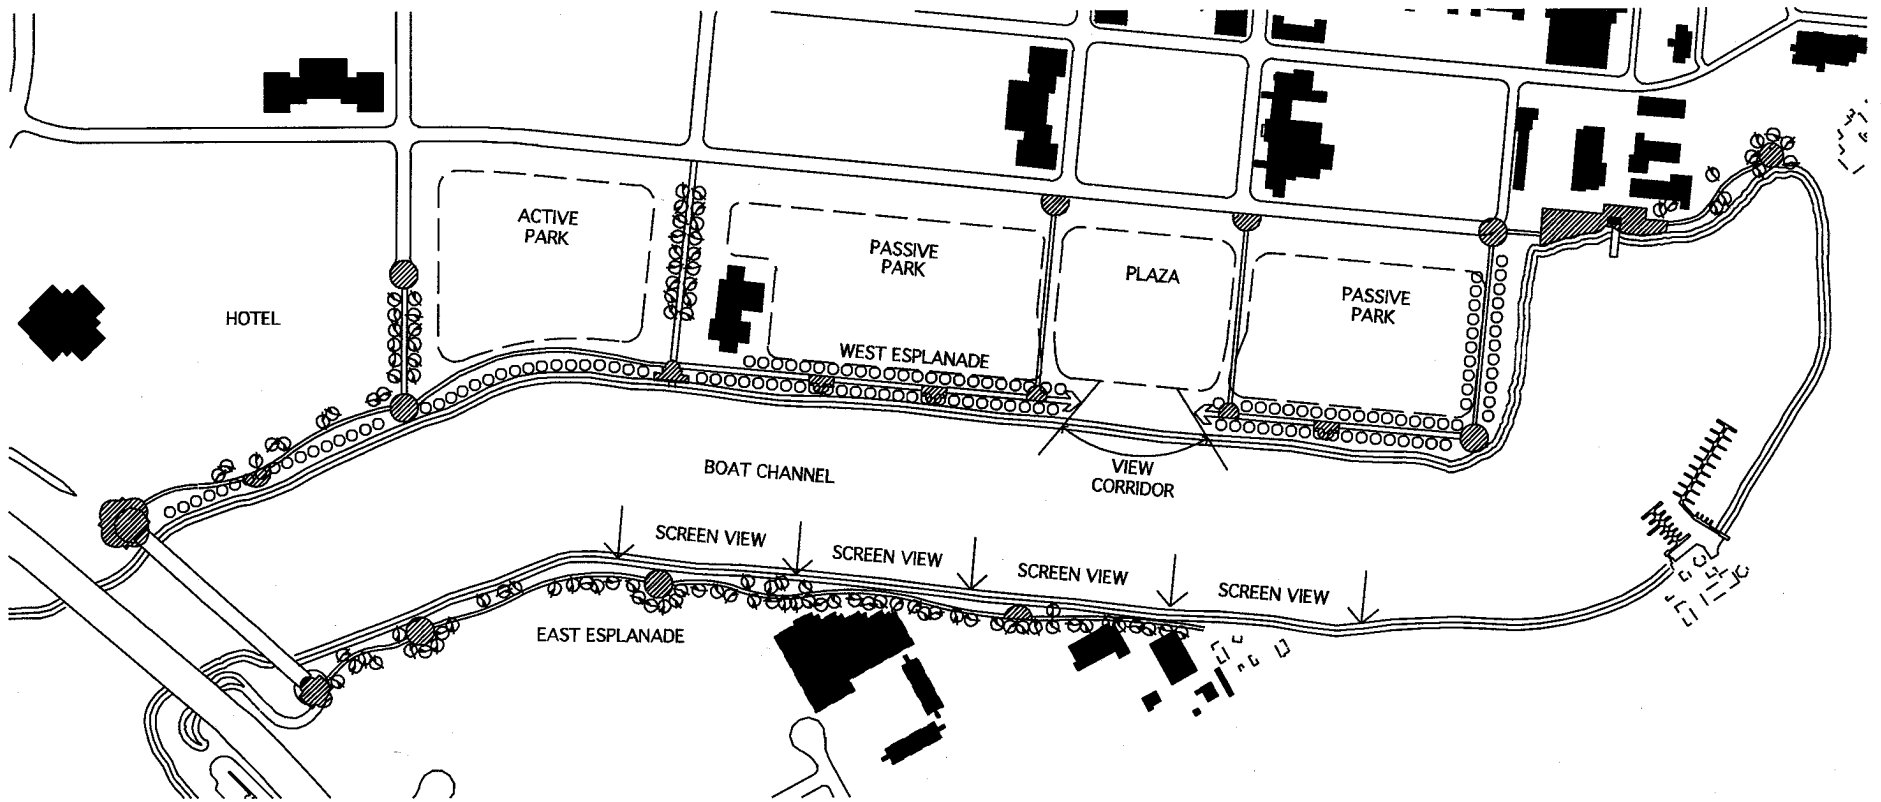 ACTIVE
PARK
PASSIVE
PARK
PLAZA
PASSIVE
PARK
HOTEL
WEST ESPLANADE
BOAT CHANNEL
VIEW
CORRIDOR
SCREEN VIEW
SCREEN VIEW
SCREEN VIEW
SCREEN VIEW
EAST ESPLANADE